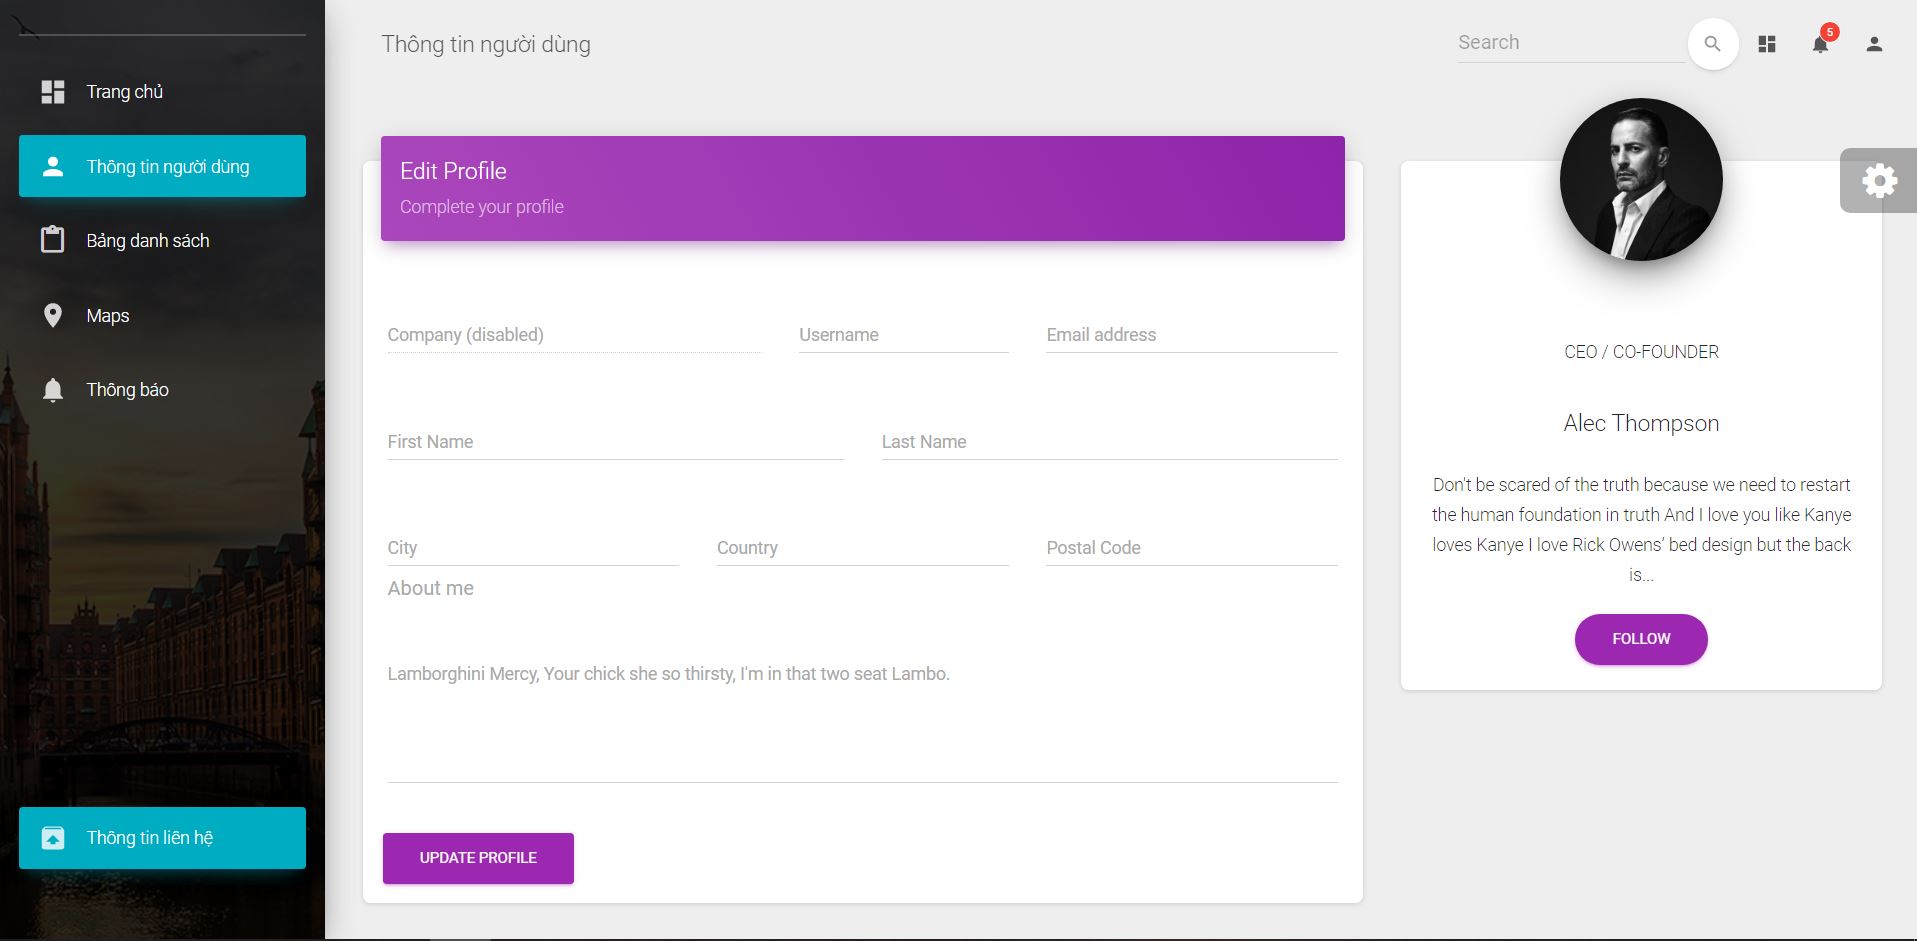 Trang chủ
Thông tin người dùng
Bảng danh sách
Maps
Thông báo
Thông tin liên hệ
Thông tin người dùng
Search
5
Edit Profile
Complete your profile
Company (disabled)
Username
Email address
First Name
Last Name
City
Country
Postal Code
About me
Lamborghini Mercy, Your chick she so thirsty, I'm in that two seat Lambo.
UPDATE PROFILE
CEO / CO-FOUNDER
Alec Thompson
Don't be scared of the truth because we need to restart
the human foundation in truth And I love you like Kanye
loves Kanye I love Rick Owens’ bed design but the back
is...
FOLLOW